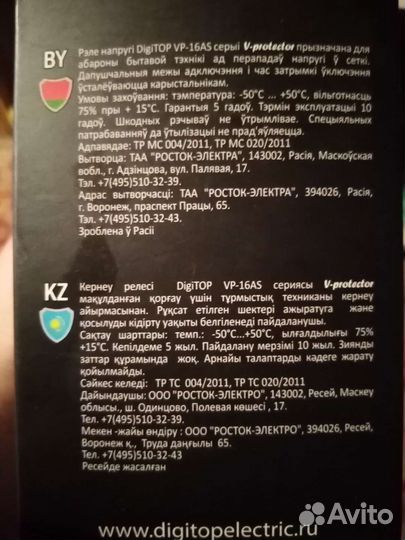 BY
Рэле напругі DigiTOP VP-16AS серыі V-protector прызначана для
абароны бытавой тэхнікі ад перападаў напругі ў сеткі.
Дапушчальныя межы адключэння і час затрымкі ўключэння
ўсталёўваюцца карыстальнікам.
Умовы захоўвання: тэмпература: -50°С ... +50°С, вільготнасць
75% пры + 15°С. Гарантыя 5 гадоў. Тэрмін эксплуатацыі 10
гадоў. Шкодных рэчываў не ўтрымлівае. Спецыяльных
патрабаванняў да ўтылізацыі не прад'яўляецца.
Адпавядае: ТР МС 004/2011, ТР МС 020/2011
Вытворца: ТАА "РОСТОК-ЭЛЕКТРА", 143002, Расія, Маскоўская
вобл., г. Адзінцова, вул. Палявая, 17.
Тэл. +7(495)510-32-39.
Адрас вытворчасці: ТАА "РОСТОК-ЭЛЕКТРА", 394026, Расія,
г. Воронеж, праспект Працы, 65.
Тэл. +7(495)510-32-43.
Зроблена ў Расіі
KZ
Кернеу релесі DigiTOP VP-16AS сериясы V-protector
мақұлданған қорғау үшін тұрмыстық техниканы кернеу
айырмасынан. Рұқсат етілген шектері ажыратуға және
қосылуды кідірту уақыты белгіленеді пайдаланушы.
Сақтау шарттары: темп.: -50°С...+50°С, ылғалдылығы 75%
+15°С. Кепілдеме 5 жыл. Пайдалану мерзімі 10 жыл. Зиянды
заттар құрамында жоқ. Арнайы талаптарды кәдеге жарату
қойылмайды.
Сәйкес келеді: ТР ТС 004/2011, ТР ТС 020/2011
Дайындаушы: ООО "РОСТОК-ЭЛЕКТРО", 143002, Ресей, Мәскеу
облысы., ш. Одинцово, Полевая көшесі , 17.
Тел. +7(495)510-32-39.
Мекен -жайы өндіру : ООО "РОСТОК-ЭЛЕКТРО", 394026, Ресей,
Воронеж қ., Труда даңғылы 65.
Тел.+7(495)510-32-43
Ресейде жасалған
www.digitopelectric.ru
Avito